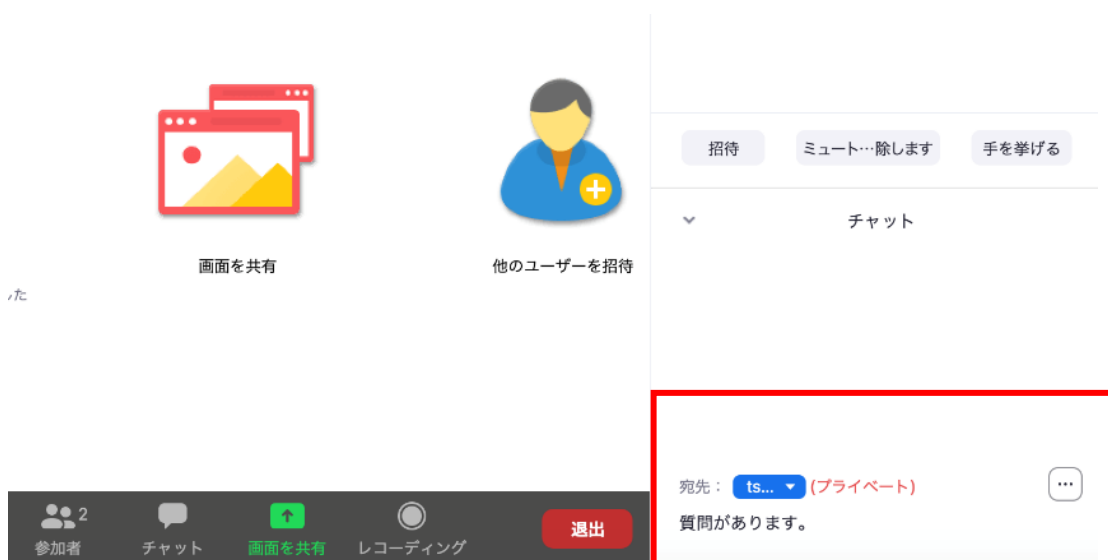 招待
ミュート…除します
手を挙げる
チャット
画面を共有
他のユーザーを招待
した
宛先： ts... (プライベート)
質問があります。
2
参加者
チャット
画面を共有
レコーディング
退出